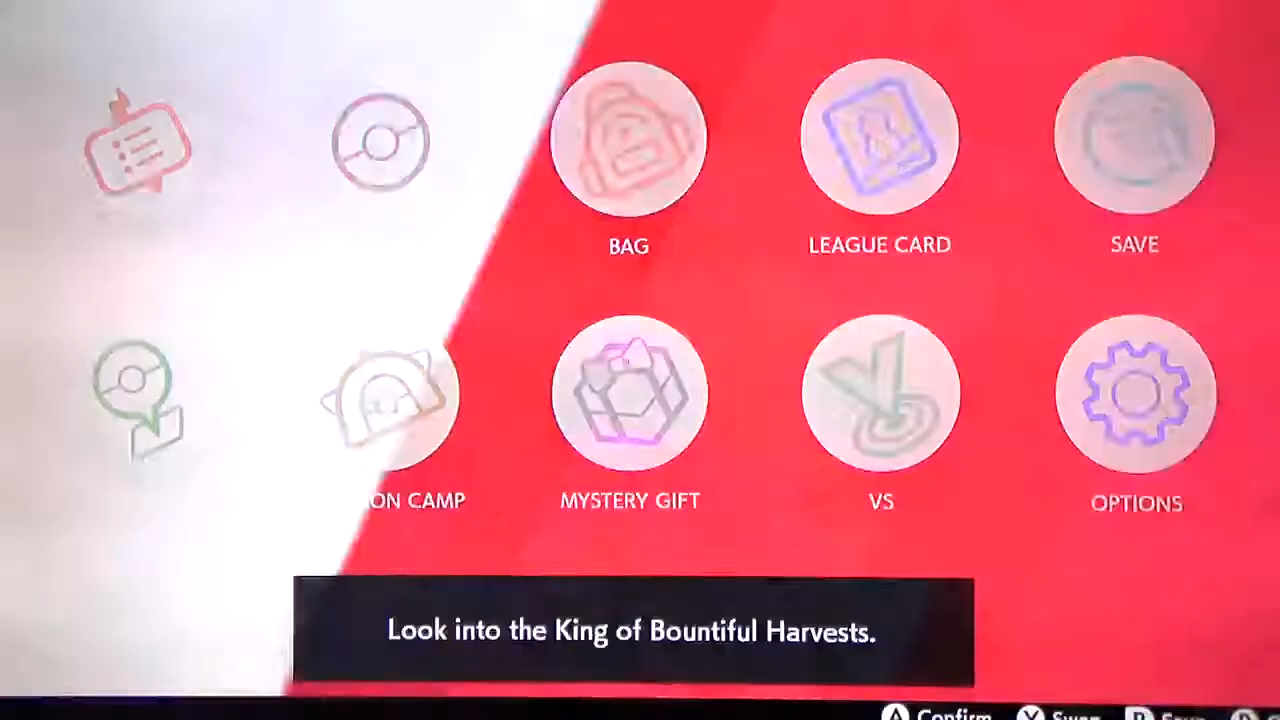 BAG
LEAGUE CARD
SAVE
ON CAMP
MYSTERY GIFT
VS
OPTIONS
Look into the King of Bountiful Harvests.
A Confirm